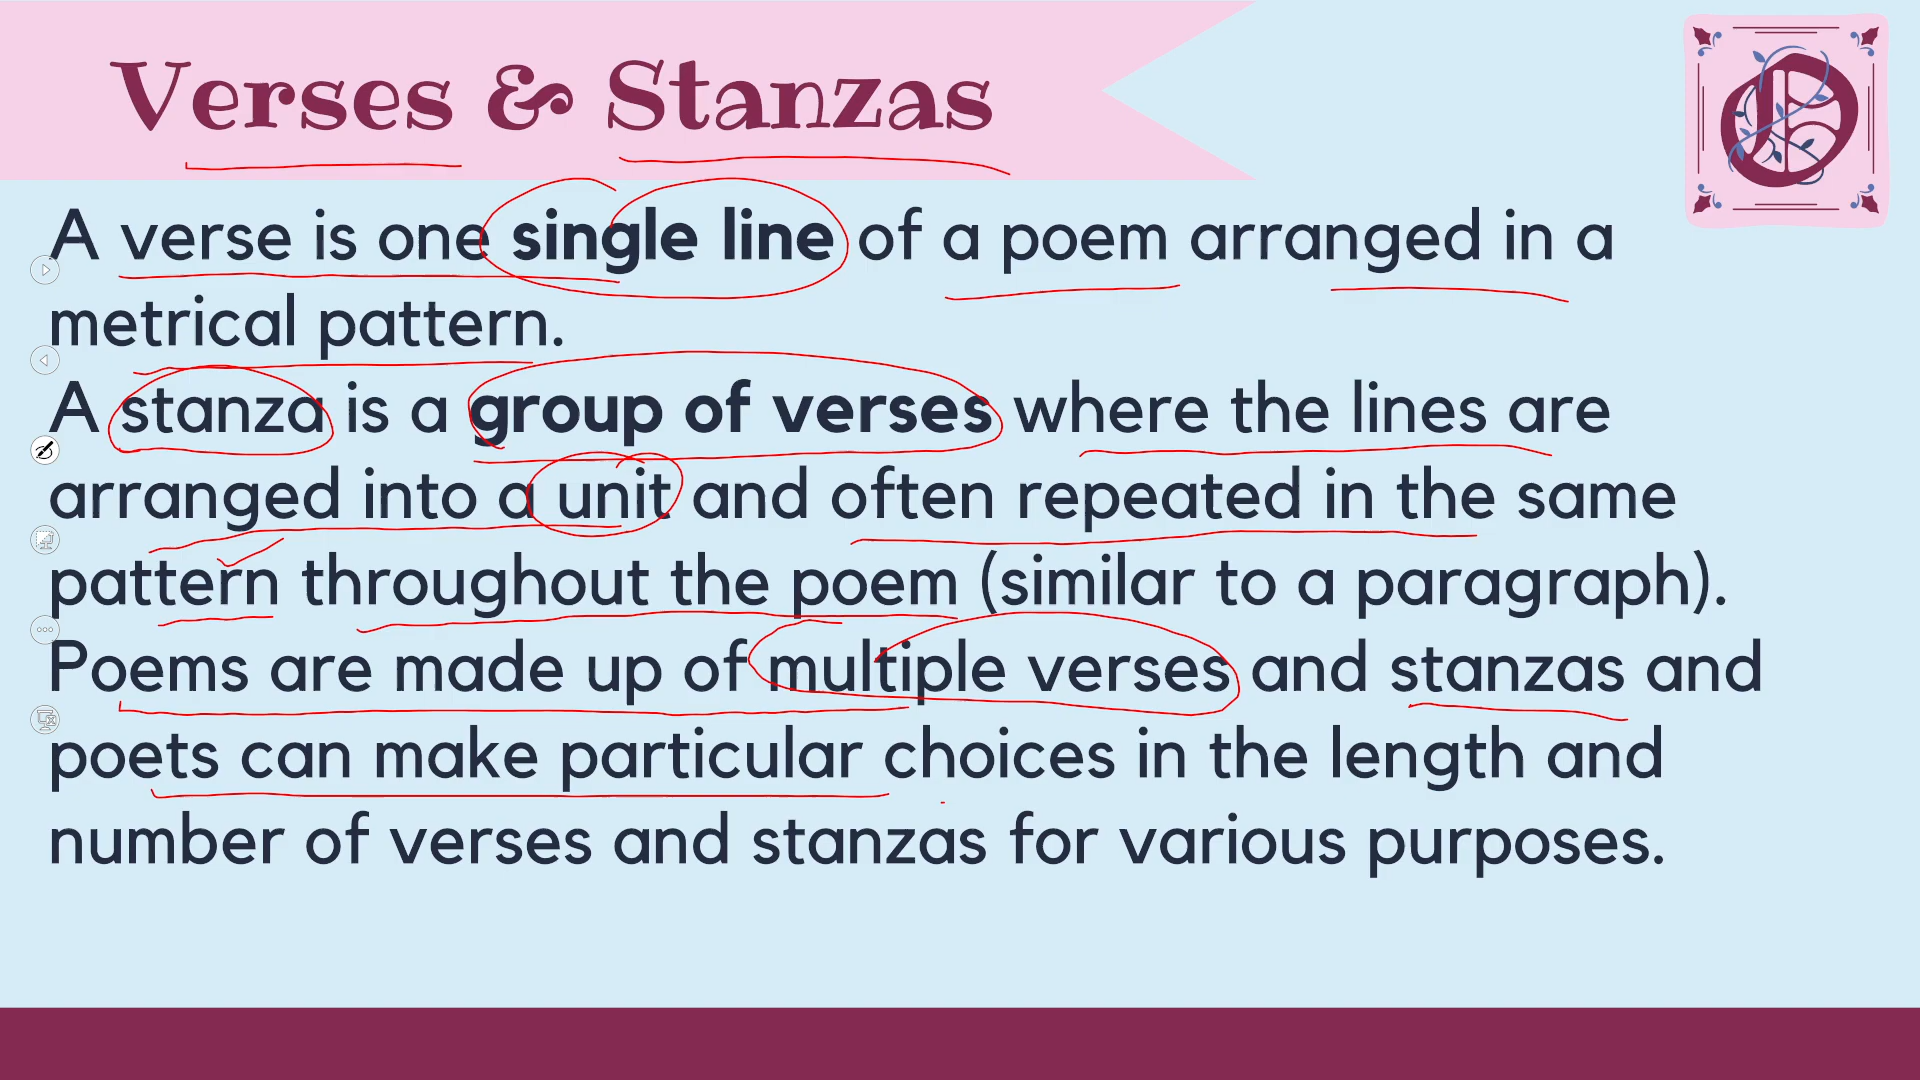 Verses & Stanzas
A verse is one single line of a poem arranged in a
metrical pattern.
A stanza is a group of verses where the lines are
arranged into a unit and often repeated in the same
pattern throughout the poem (similar to a paragraph).
Poems are made up of multiple verses and stanzas and
poets can make particular choices in the length and
number of verses and stanzas for various purposes.